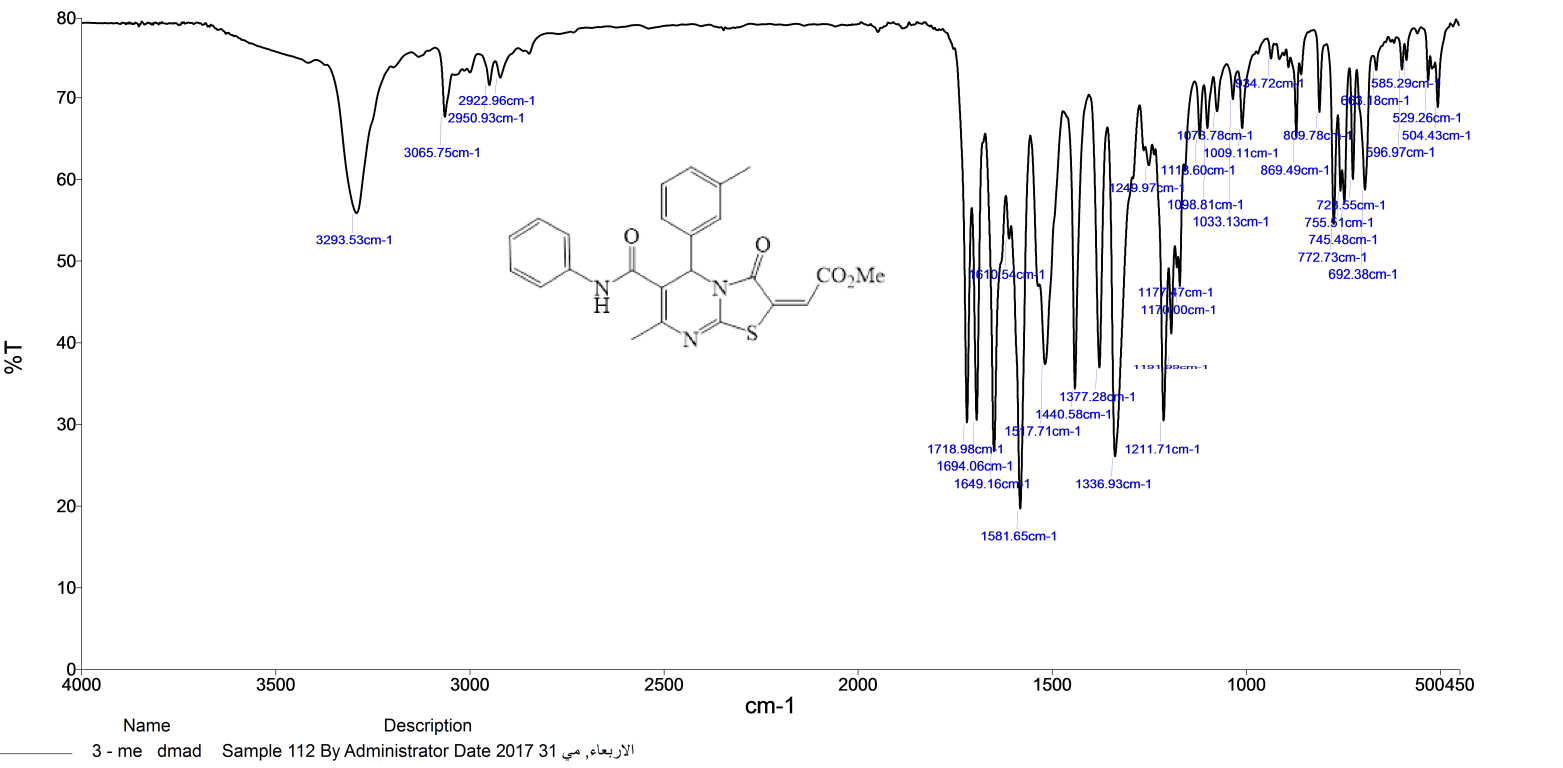 80
70
60
50
40
30
20
10
0
%T
4000
3500
3000
2500
2000
1500
1000
500450
cm-1
3293.53cm-1
3065.75cm-1
2950.93cm-1
2922.96cm-1
1718.98cm-1
1694.06cm-1
1649.16cm-1
1610.54cm-1
1581.65cm-1
1517.71cm-1
1440.58cm-1
1377.28cm-1
1336.93cm-1
1249.97cm-1
1211.71cm-1
1191.99cm-1
1177.47cm-1
1170.00cm-1
1098.81cm-1
1033.13cm-1
1009.11cm-1
934.72cm-1
869.49cm-1
809.78cm-1
772.73cm-1
755.51cm-1
745.48cm-1
723.55cm-1
692.38cm-1
663.18cm-1
596.97cm-1
585.29cm-1
529.26cm-1
504.43cm-1
O
N
H
N
N
S
O
CO2Me
Name Description
3 - me dmad Sample 112 By Administrator Date 2017 31 الاربعاء, مي